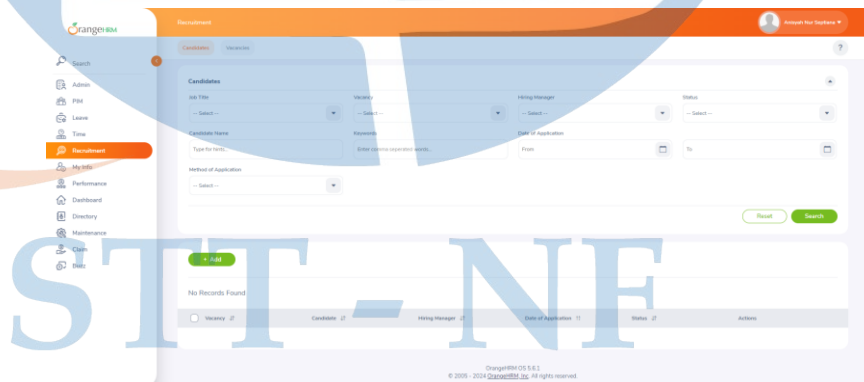 OrangeHRM
Recruitment
Aninyah Nur Septiana
Search
Candidates Vacancies
?
Admin
PIM
Leave
Time
Recruitment
My Info
Performance
Dashboard
Directory
Maintenance
Claim
Buzz
Candidates
Job Title Vacancy Hiring Manager Status
-- Select -- -- Select -- -- Select -- -- Select --
Candidate Name Keywords Date of Application
Type for hints... Enter comma seperated words... From To
Method of Application
-- Select --
Reset Search
+ Add
No Records Found
Vacancy Candidate Hiring Manager Date of Application Status Actions
OrangeHRM OS 5.6.1
© 2005 - 2024 OrangeHRM, Inc. All rights reserved.
STT - NF